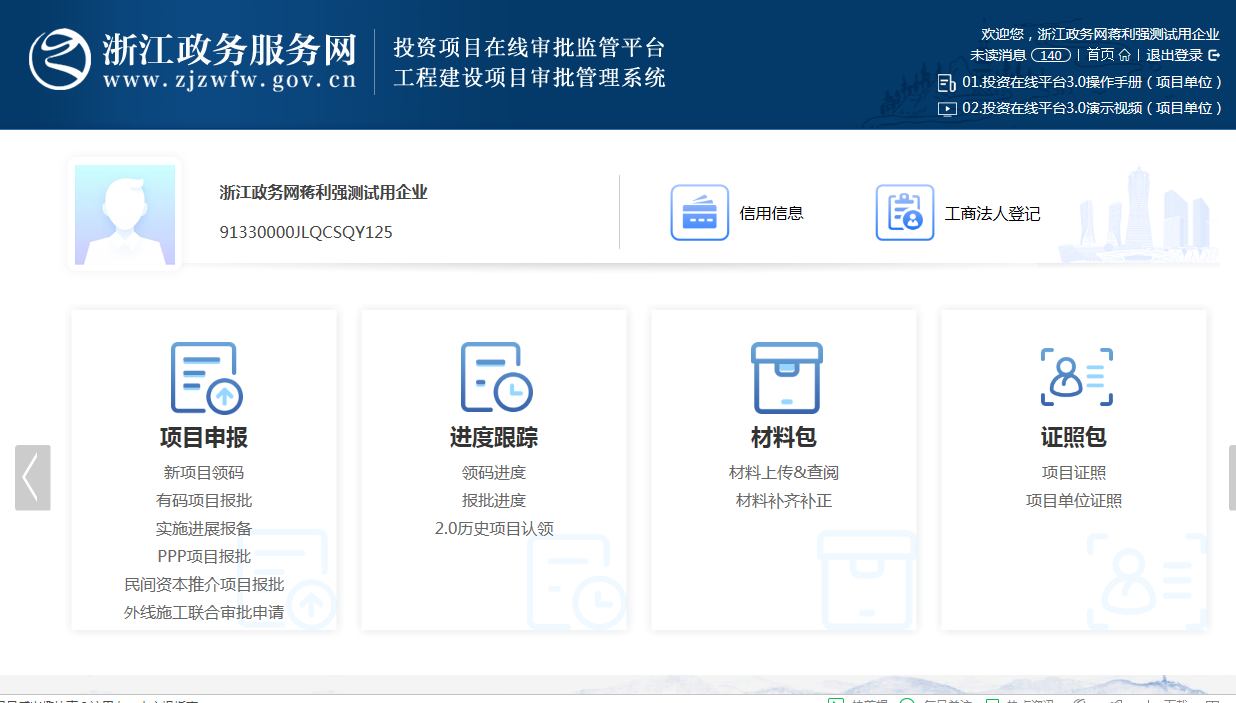 浙江政务服务网
www.zjzwfw.gov.cn
投资项目在线审批监管平台
工程建设项目审批管理系统
欢迎您，浙江政务网蒋利强测试用企业
未读消息 140 | 首页 | 退出登录
01.投资在线平台3.0操作手册（项目单位）
02.投资在线平台3.0演示视频（项目单位）
浙江政务网蒋利强测试用企业
91330000JLQCSQY125
信用信息
工商法人登记
项目申报
新项目领码
有码项目报批
实施进展报备
PPP项目报批
民间资本推介项目报批
外线施工联合审批申请
进度跟踪
领码进度
报批进度
2.0历史项目认领
材料包
材料上传&查阅
材料补齐补正
证照包
项目证照
项目单位证照